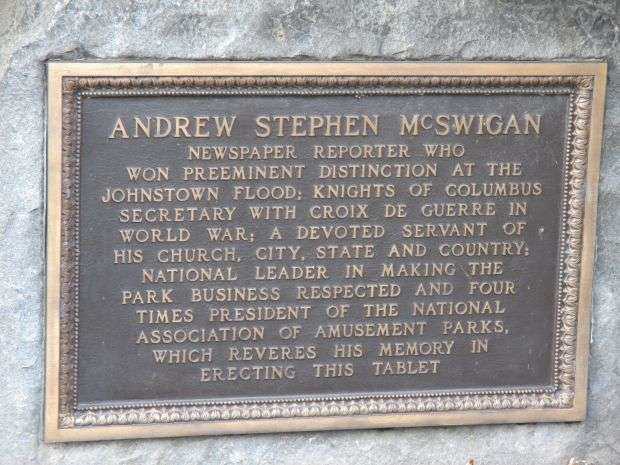 ANDREW STEPHEN McSWIGAN
NEWSPAPER REPORTER WHO
WON PREEMINENT DISTINCTION AT THE
JOHNSTOWN FLOOD; KNIGHTS OF COLUMBUS
SECRETARY WITH CROIX DE GUERRE IN
WORLD WAR; A DEVOTED SERVANT OF
HIS CHURCH, CITY, STATE AND COUNTRY;
NATIONAL LEADER IN MAKING THE
PARK BUSINESS RESPECTED AND FOUR
TIMES PRESIDENT OF THE NATIONAL
ASSOCIATION OF AMUSEMENT PARKS,
WHICH REVERES HIS MEMORY IN
ERECTING THIS TABLET